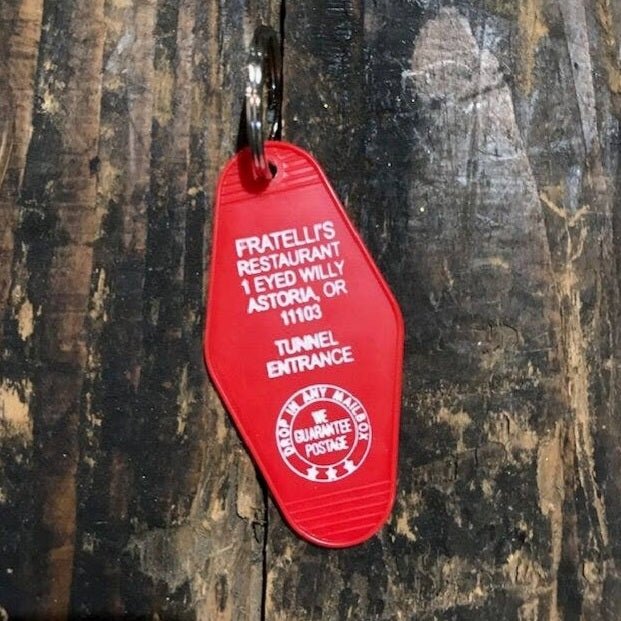 FRATELLI'S
RESTAURANT
1 EYED WILLY
ASTORIA, OR
11103
TUNNEL
ENTRANCE
DROP IN ANY MAILBOX
WE
GUARANTEE
POSTAGE